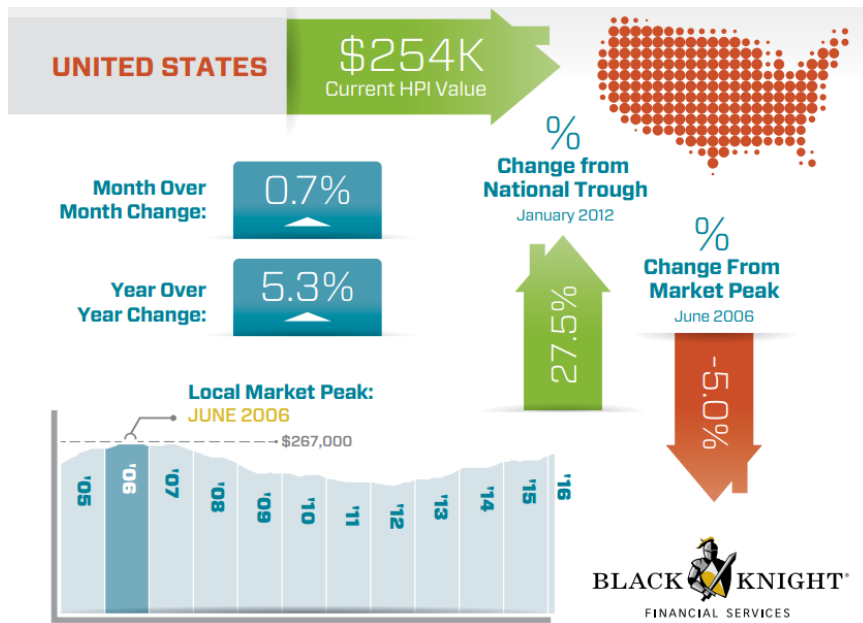 UNITED STATES
$254K
Current HPI Value
Month Over
Month Change:
0.7%
Year Over
Year Change:
5.3%
%
Change from
National Trough
January 2012
27.5%
%
Change From
Market Peak
June 2006
-5.0%
Local Market Peak:
JUNE 2006
$267,000
'05
'06
'07
'08
'09
'10
'11
'12
'13
'14
'15
'16
BLACK KNIGHT®
FINANCIAL SERVICES